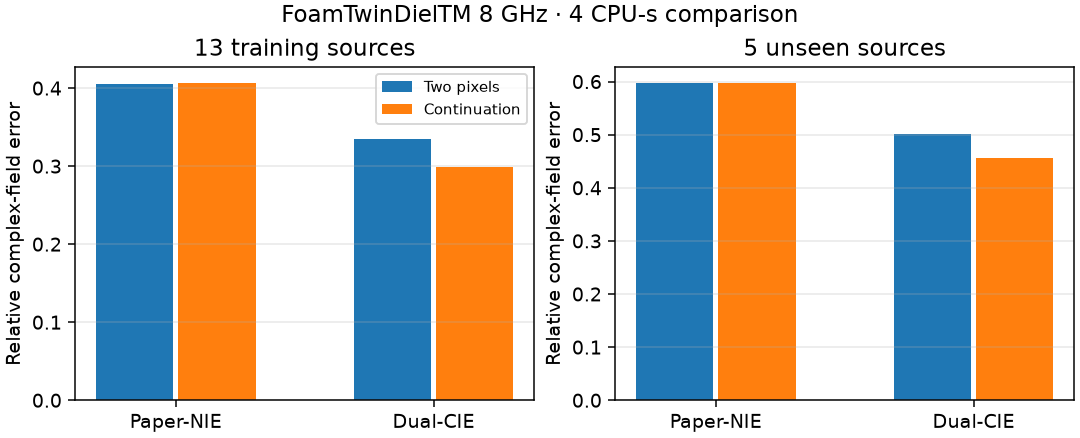 FoamTwinDielTM 8 GHz · 4 CPU-s comparison
13 training sources
Relative complex-field error
0.4
0.3
0.2
0.1
0.0
Two pixels
Continuation
Paper-NIE
Dual-CIE
5 unseen sources
Relative complex-field error
0.6
0.5
0.4
0.3
0.2
0.1
0.0
Paper-NIE
Dual-CIE